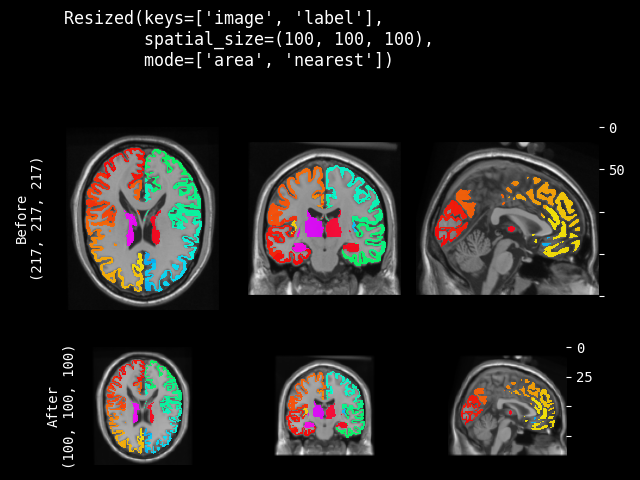 Resized(keys=['image', 'label'],
spatial_size=(100, 100, 100),
mode=['area', 'nearest'])
Before
(217, 217, 217)
0
50
After
(100, 100, 100)
0
25